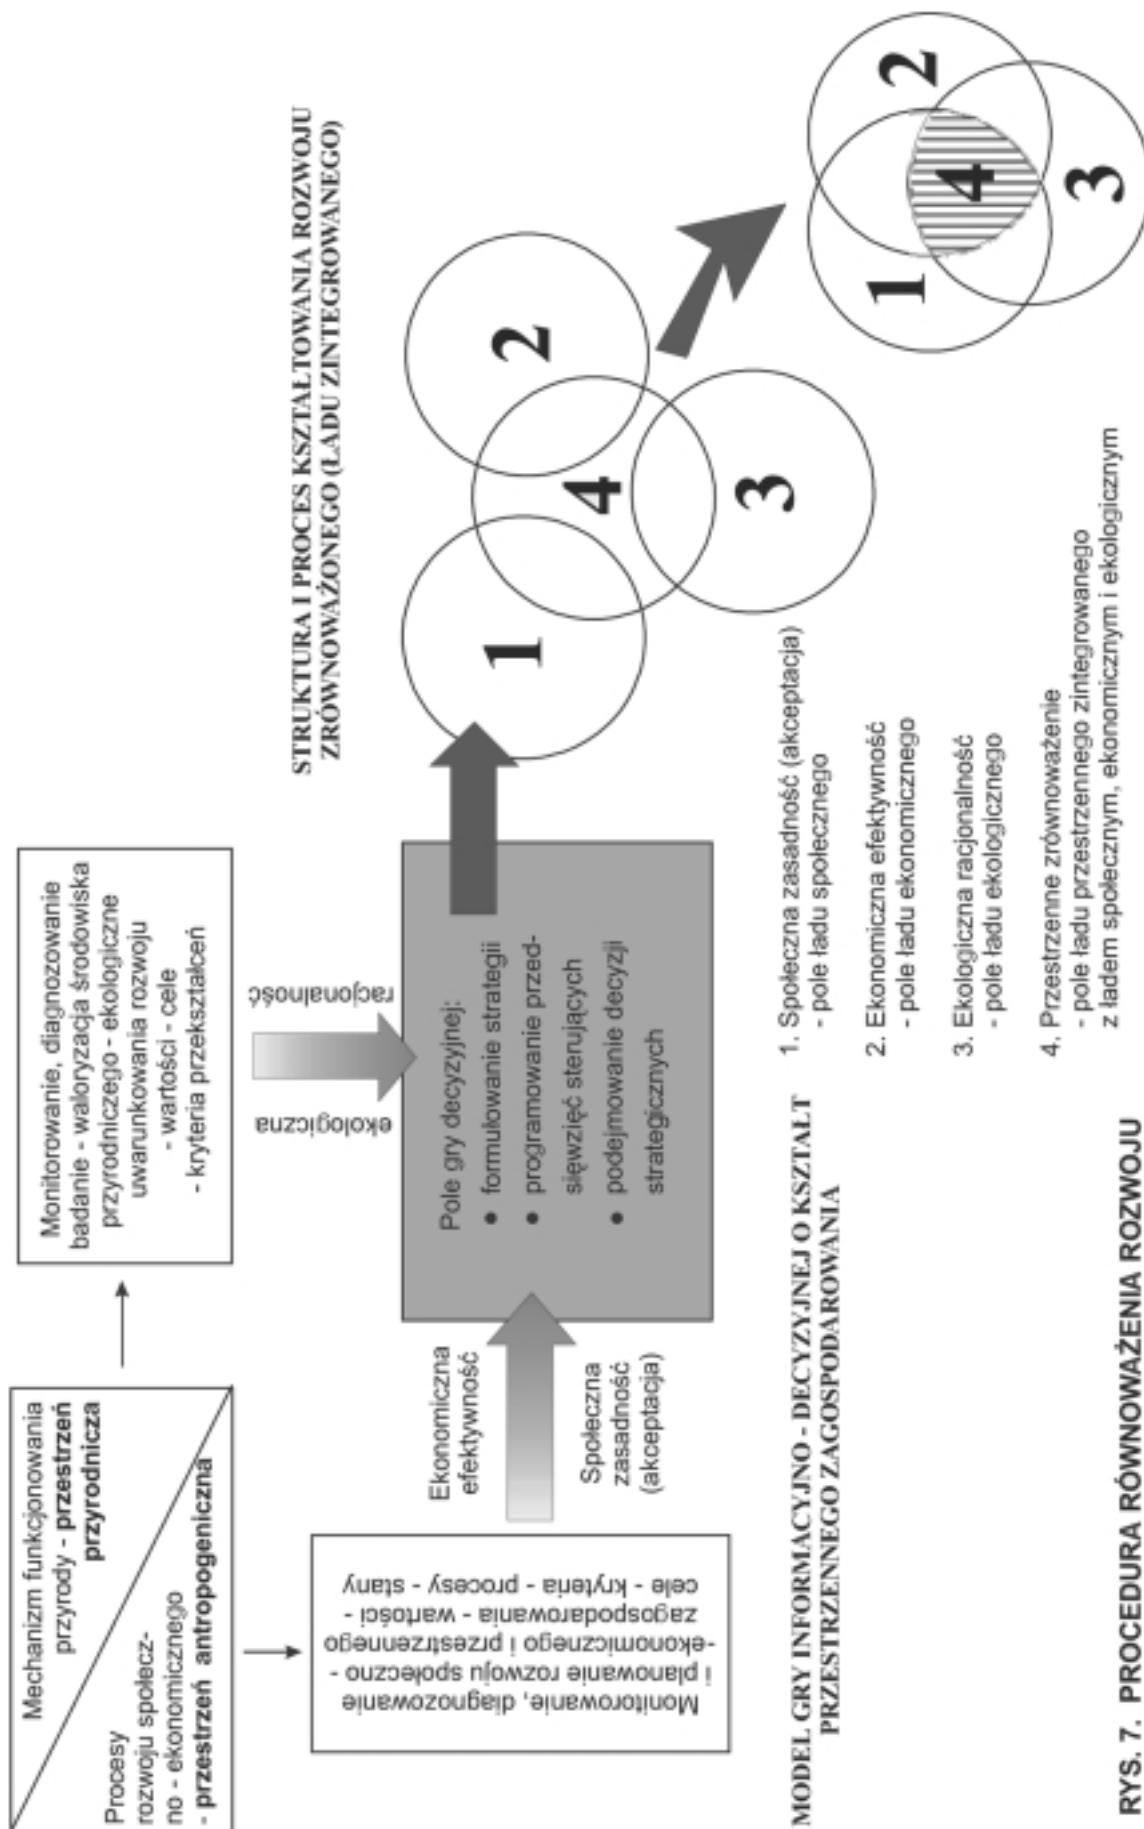 Mechanizm funkcjonowania
przyrody - przestrzeń
przyrodnicza
Procesy
rozwoju społecz-
no - ekonomicznego
- przestrzeń antropogeniczna
Monitorowanie, diagnozowanie
badanie - waloryzacja środowiska
przyrodniczego - ekologiczne
uwarunkowania rozwoju
- wartości - cele
- kryteria przekształceń
ekologiczna
racjonalność
Monitorowanie, diagnozowanie
i planowanie rozwoju społeczno -
-ekonomicznego i przestrzennego
zagospodarowania - wartości -
cele - kryteria - procesy - stany
Ekonomiczna
efektywność
Społeczna
zasadność
(akceptacja)
Pole gry decyzyjnej:
● formułowanie strategii
● programowanie przed-
sięwzięć sterujących
● podejmowanie decyzji
strategicznych
STRUKTURA I PROCES KSZTAŁTOWANIA ROZWOJU
ZRÓWNOWAŻONEGO (ŁADU ZINTEGROWANEGO)
1
2
4
3
1
2
4
3
MODEL GRY INFORMACYJNO - DECYZYJNEJ O KSZTAŁT
PRZESTRZENNEGO ZAGOSPODAROWANIA
1. Społeczna zasadność (akceptacja)
- pole ładu społecznego
2. Ekonomiczna efektywność
- pole ładu ekonomicznego
3. Ekologiczna racjonalność
- pole ładu ekologicznego
4. Przestrzenne zrównoważenie
- pole ładu przestrzennego zintegrowanego
z ładem społecznym, ekonomicznym i ekologicznym
RYS. 7. PROCEDURA RÓWNOWAŻENIA ROZWOJU